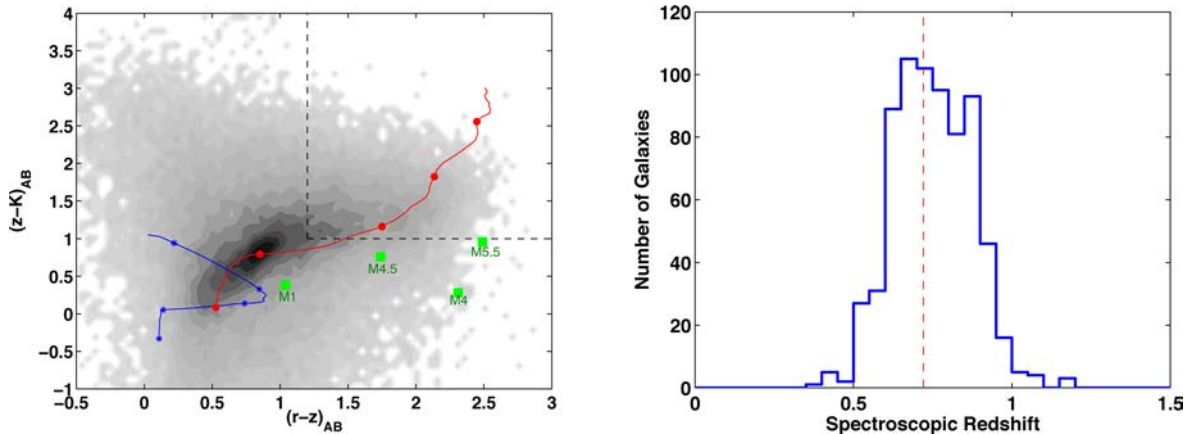 4
3.5
3
2.5
2
1.5
1
0.5
0
−0.5
−1
(z−K)AB
M1
M4.5
M5.5
M4
−0.5 0 0.5 1 1.5 2 2.5 3
(r−z)AB
120
100
80
60
40
20
0
Number of Galaxies
0 0.5 1 1.5
Spectroscopic Redshift